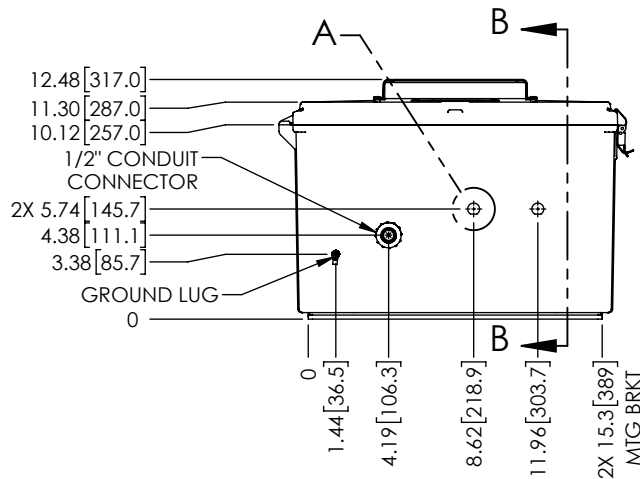 B
A
12.48[317.0]
11.30[287.0]
10.12[257.0]
1/2" CONDUIT
CONNECTOR
2X 5.74[145.7]
4.38[111.1]
3.38[85.7]
GROUND LUG
0
B
0
1.44[36.5]
4.19[106.3]
8.62[218.9]
11.96[303.7]
2X 15.3[389]
MTG BRKT